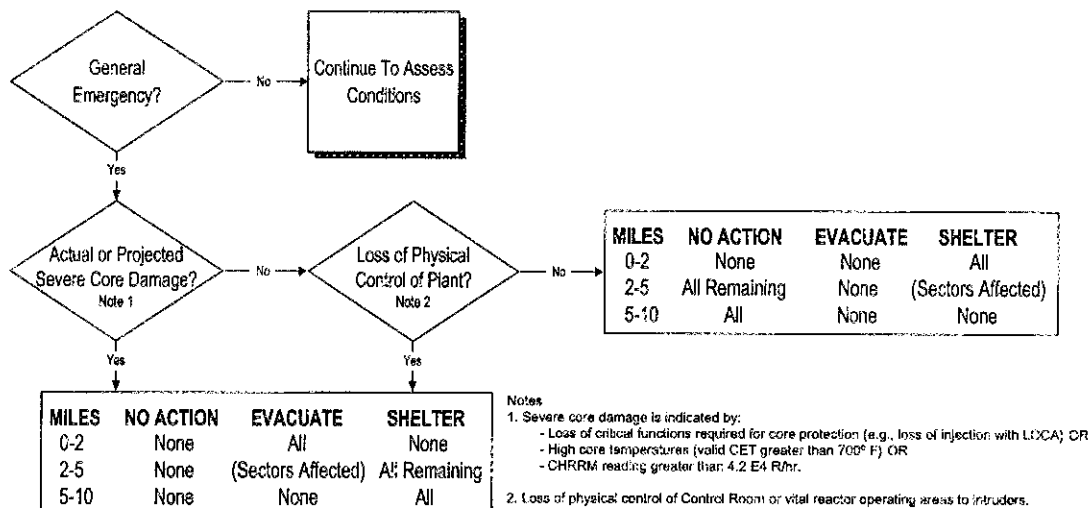 General
Emergency?
No
Continue To Assess
Conditions
Yes
Actual or Projected
Severe Core Damage?
Note 1
No
Loss of Physical
Control of Plant?
Note 2
No
MILES NO ACTION EVACUATE SHELTER
0-2 None None All
2-5 All Remaining None (Sectors Affected)
5-10 All None None
Yes
Yes
MILES NO ACTION EVACUATE SHELTER
0-2 None All None
2-5 None (Sectors Affected) All Remaining
5-10 None None All
Notes
1. Severe core damage is indicated by:
- Loss of critical functions required for core protection (e.g., loss of injection with LOCA) OR
- High core temperatures (valid CET greater than 700º F) OR
- CHRRM reading greater than 4.2 E4 R/hr.
2. Loss of physical control of Control Room or vital reactor operating areas to intruders.